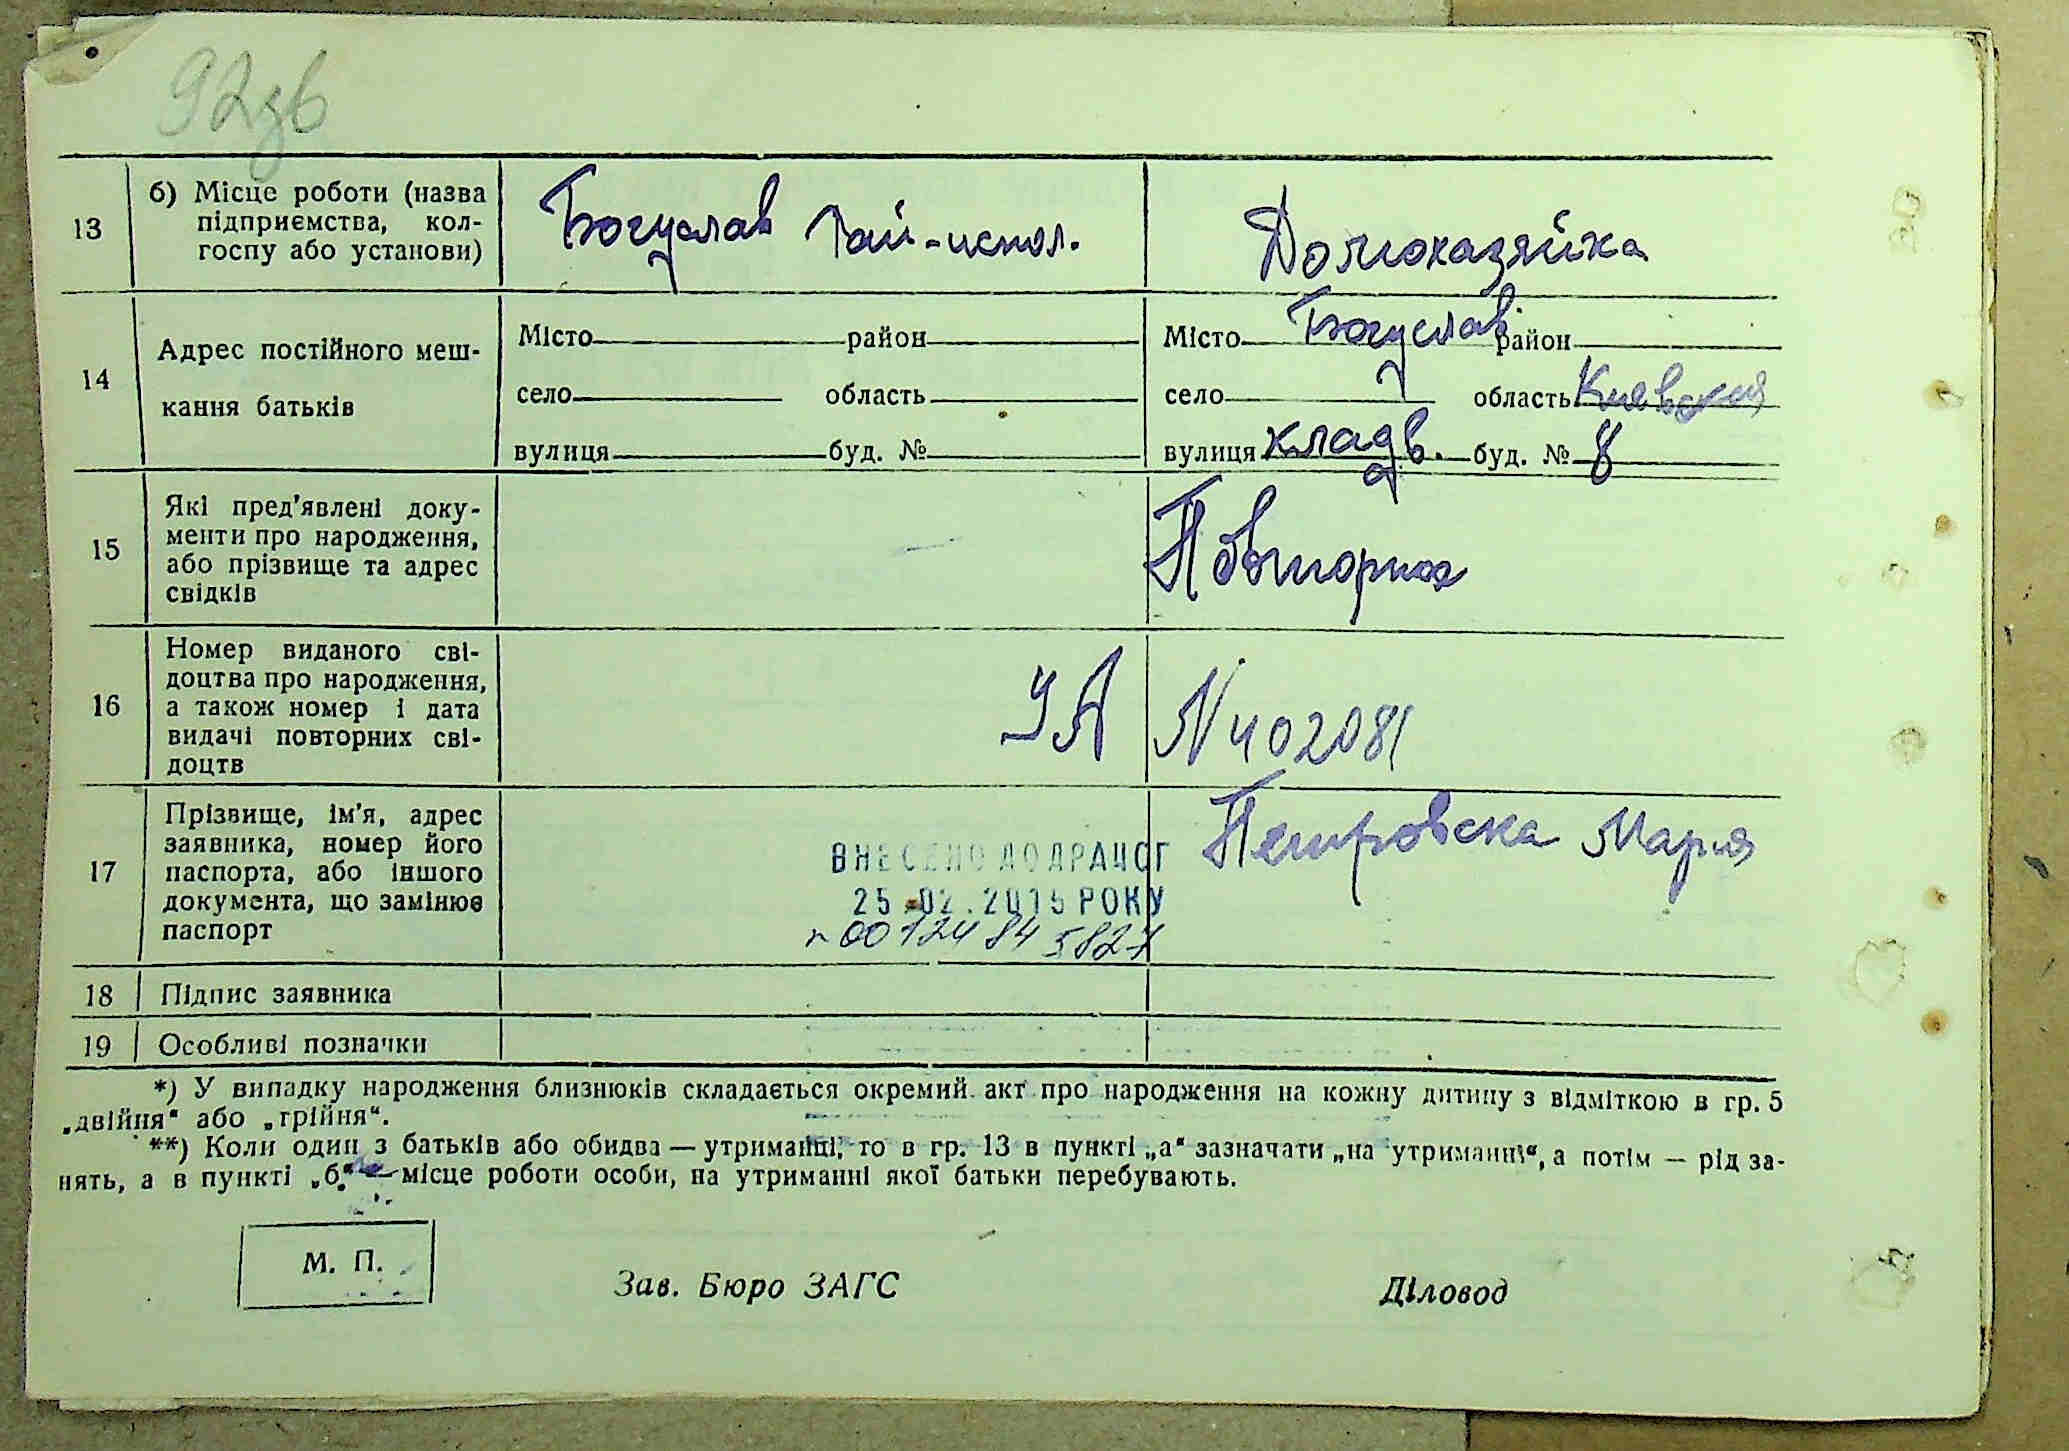 92зв
13
б) Місце роботи (назва
підприємства, кол-
госпу або установи)
Богуслав Рай-испол.
Домохазяйка
14
Адрес постійного меш-
кання батьків
Місто район
село область
вулиця буд. №
Місто Богуслав район
село область Киевская
вулиця кладв. буд. № 8
15
Які пред'явлені доку-
менти про народження,
або прізвище та адрес
свідків
Повторная
16
Номер виданого сві-
доцтва про народження,
а також номер і дата
видачі повторних сві-
доцтв
УА N 402081
17
Прізвище, ім'я, адрес
заявника, номер його
паспорта, або іншого
документа, що замінює
паспорт
Петровска Мария
ВНЕСЕНО ДО ДРАЦСГ
25.02.2015 РОКУ
n 00124845827
18 Підпис заявника
19 Особливі позначки
*) У випадку народження близнюків складається окремий акт про народження на кожну дитину з відміткою в гр. 5
„двійня“ або „трійня“.
**) Коли один з батьків або обидва — утриманці, то в гр. 13 в пункті „а“ зазначати „на утриманні“, а потім — рід за-
нять, а в пункті „б“ — місце роботи особи, на утриманні якої батьки перебувають.
М. П.
Зав. Бюро ЗАГС
Діловод